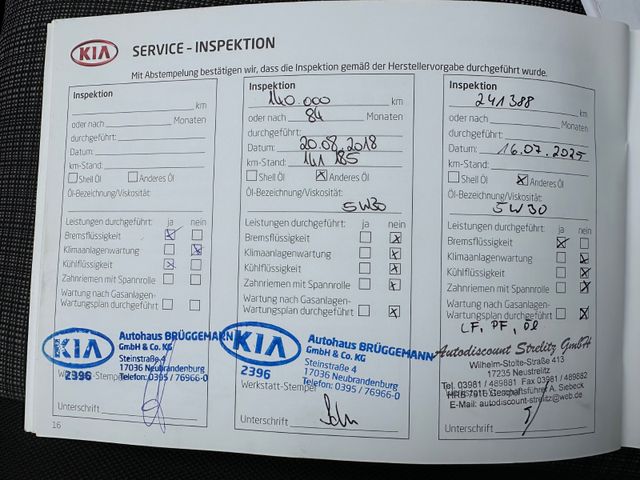 KIA SERVICE – INSPEKTION
Mit Abstempelung bestätigen wir, dass die Inspektion gemäß der Herstellervorgabe durchgeführt wurde.
Inspektion
km
oder nach Monaten
durchgeführt:
Datum:
km-Stand:
Shell Öl Anderes Öl
Öl-Bezeichnung/Viskosität:
Leistungen durchgeführt: ja nein
Bremsflüssigkeit
Klimaanlagenwartung
Kühlflüssigkeit
Zahnriemen mit Spannrolle
Wartung nach Gasanlagen-
Wartungsplan durchgeführt
KIA
2396
Autohaus BRÜGGEMANN
GmbH & Co. KG
Steinstraße 4
17036 Neubrandenburg
Telefon: 0395 / 76966-0
Unterschrift
16
Inspektion
140.000 km
oder nach 84 Monaten
durchgeführt:
Datum: 20.08.2018
km-Stand: 141 185
Shell Öl Anderes Öl
Öl-Bezeichnung/Viskosität:
5W30
Leistungen durchgeführt: ja nein
Bremsflüssigkeit
Klimaanlagenwartung
Kühlflüssigkeit
Zahnriemen mit Spannrolle
Wartung nach Gasanlagen-
Wartungsplan durchgeführt
KIA
2396
Autohaus BRÜGGEMANN
GmbH & Co. KG
Steinstraße 4
17036 Neubrandenburg
Telefon: 0395 / 76966-0
Werkstatt-Stempel
Unterschrift
Inspektion
241388 km
oder nach Monaten
durchgeführt:
Datum: 16.07.2025
km-Stand:
Shell Öl Anderes Öl
Öl-Bezeichnung/Viskosität:
5W30
Leistungen durchgeführt: ja nein
Bremsflüssigkeit
Klimaanlagenwartung
Kühlflüssigkeit
Zahnriemen mit Spannrolle
Wartung nach Gasanlagen-
Wartungsplan durchgeführt
LF, PF, Öl
Autodiscount Strelitz GmbH
Wilhelm-Stolte-Straße 413
17235 Neustrelitz
Tel. 03981 / 489881 Fax 03981 / 489882
Geschäftsführer A. Sebeck
E-Mail: autodiscount-strelitz@web.de
Unterschrift